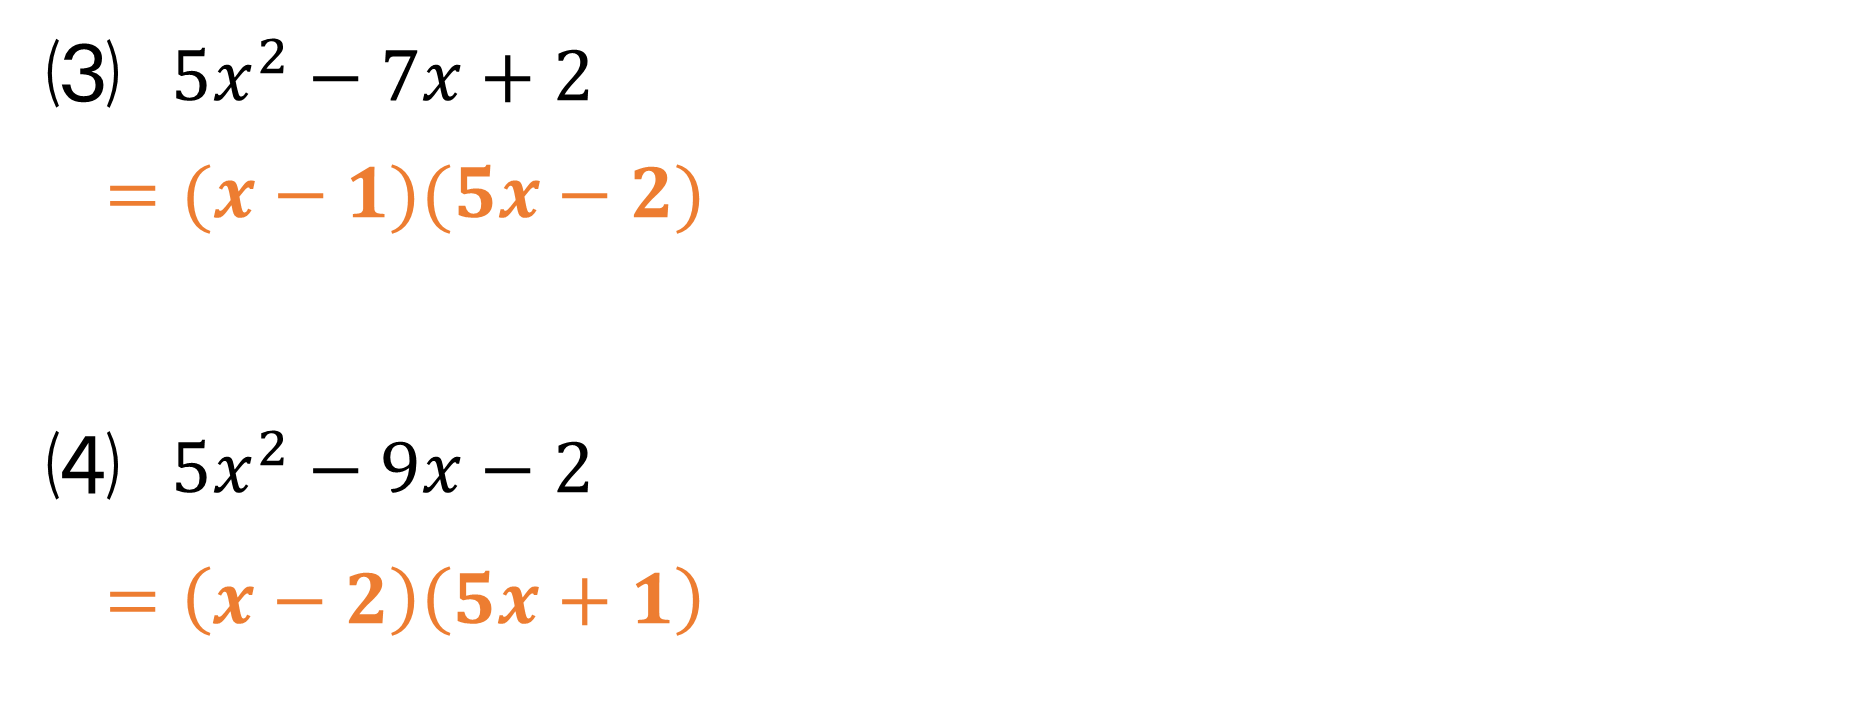 (3) 5x² − 7x + 2
= (x − 1)(5x − 2)
(4) 5x² − 9x − 2
= (x − 2)(5x + 1)